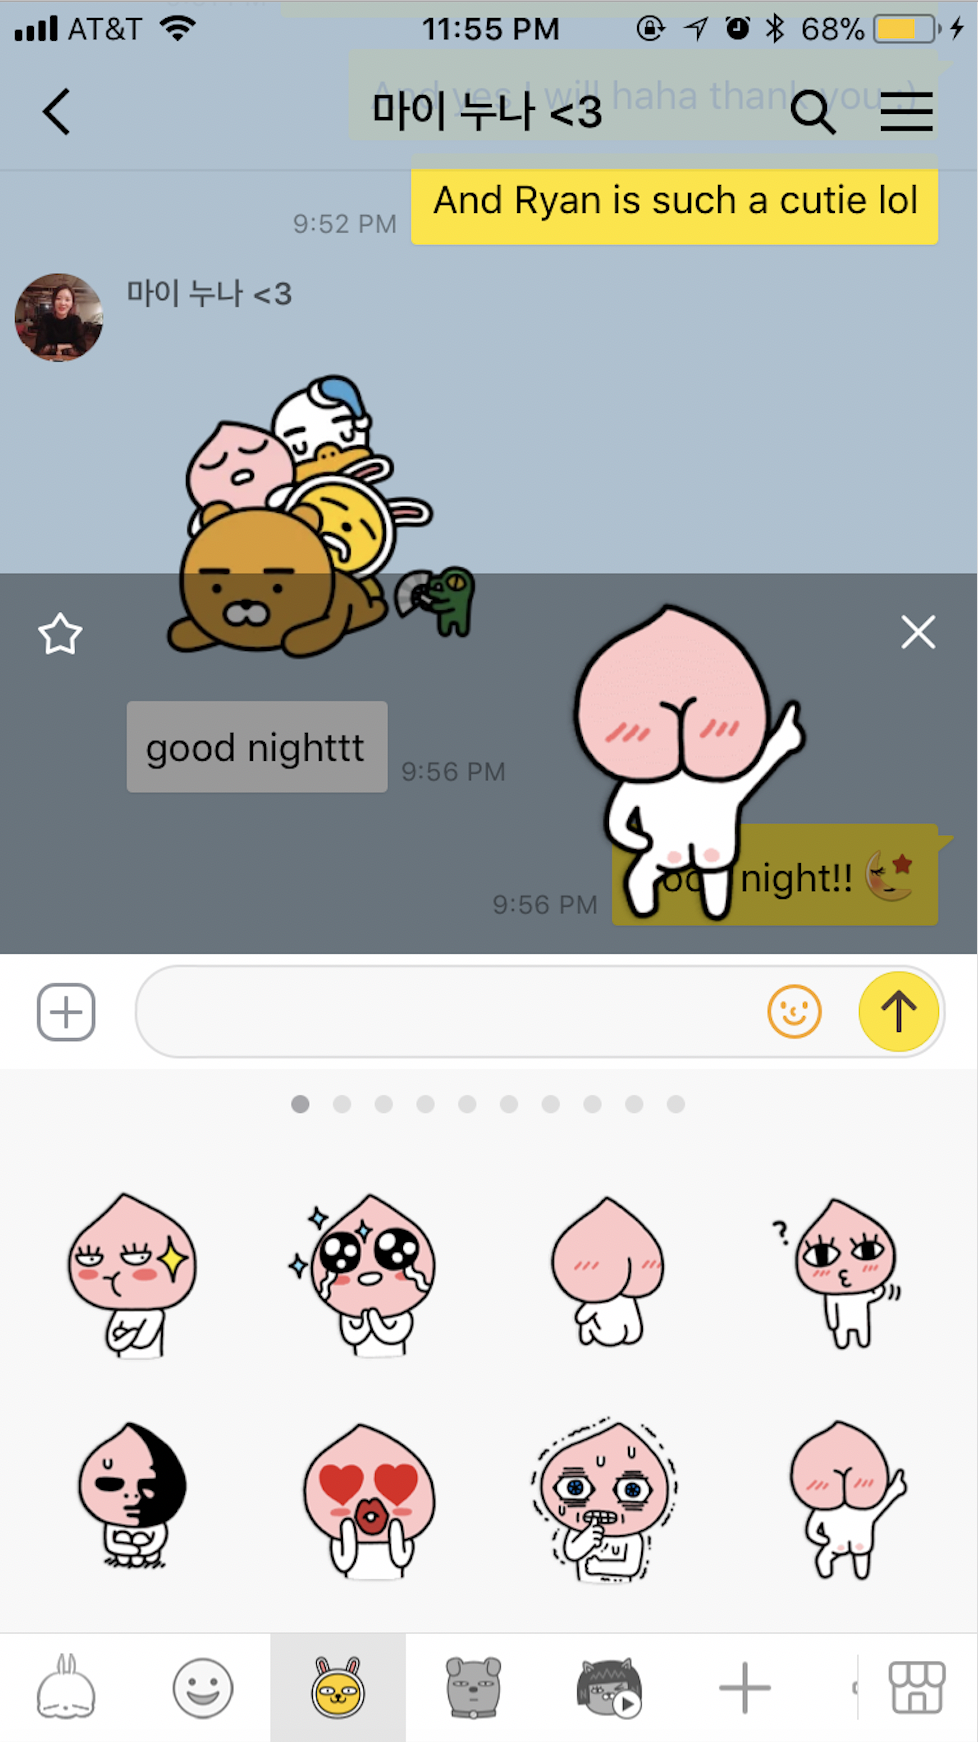 AT&T
11:55 PM
68%
And yes I will haha thank you :)
마이 누나 <3
And Ryan is such a cutie lol
9:52 PM
마이 누나 <3
good nighttt
9:56 PM
night!!
9:56 PM
?